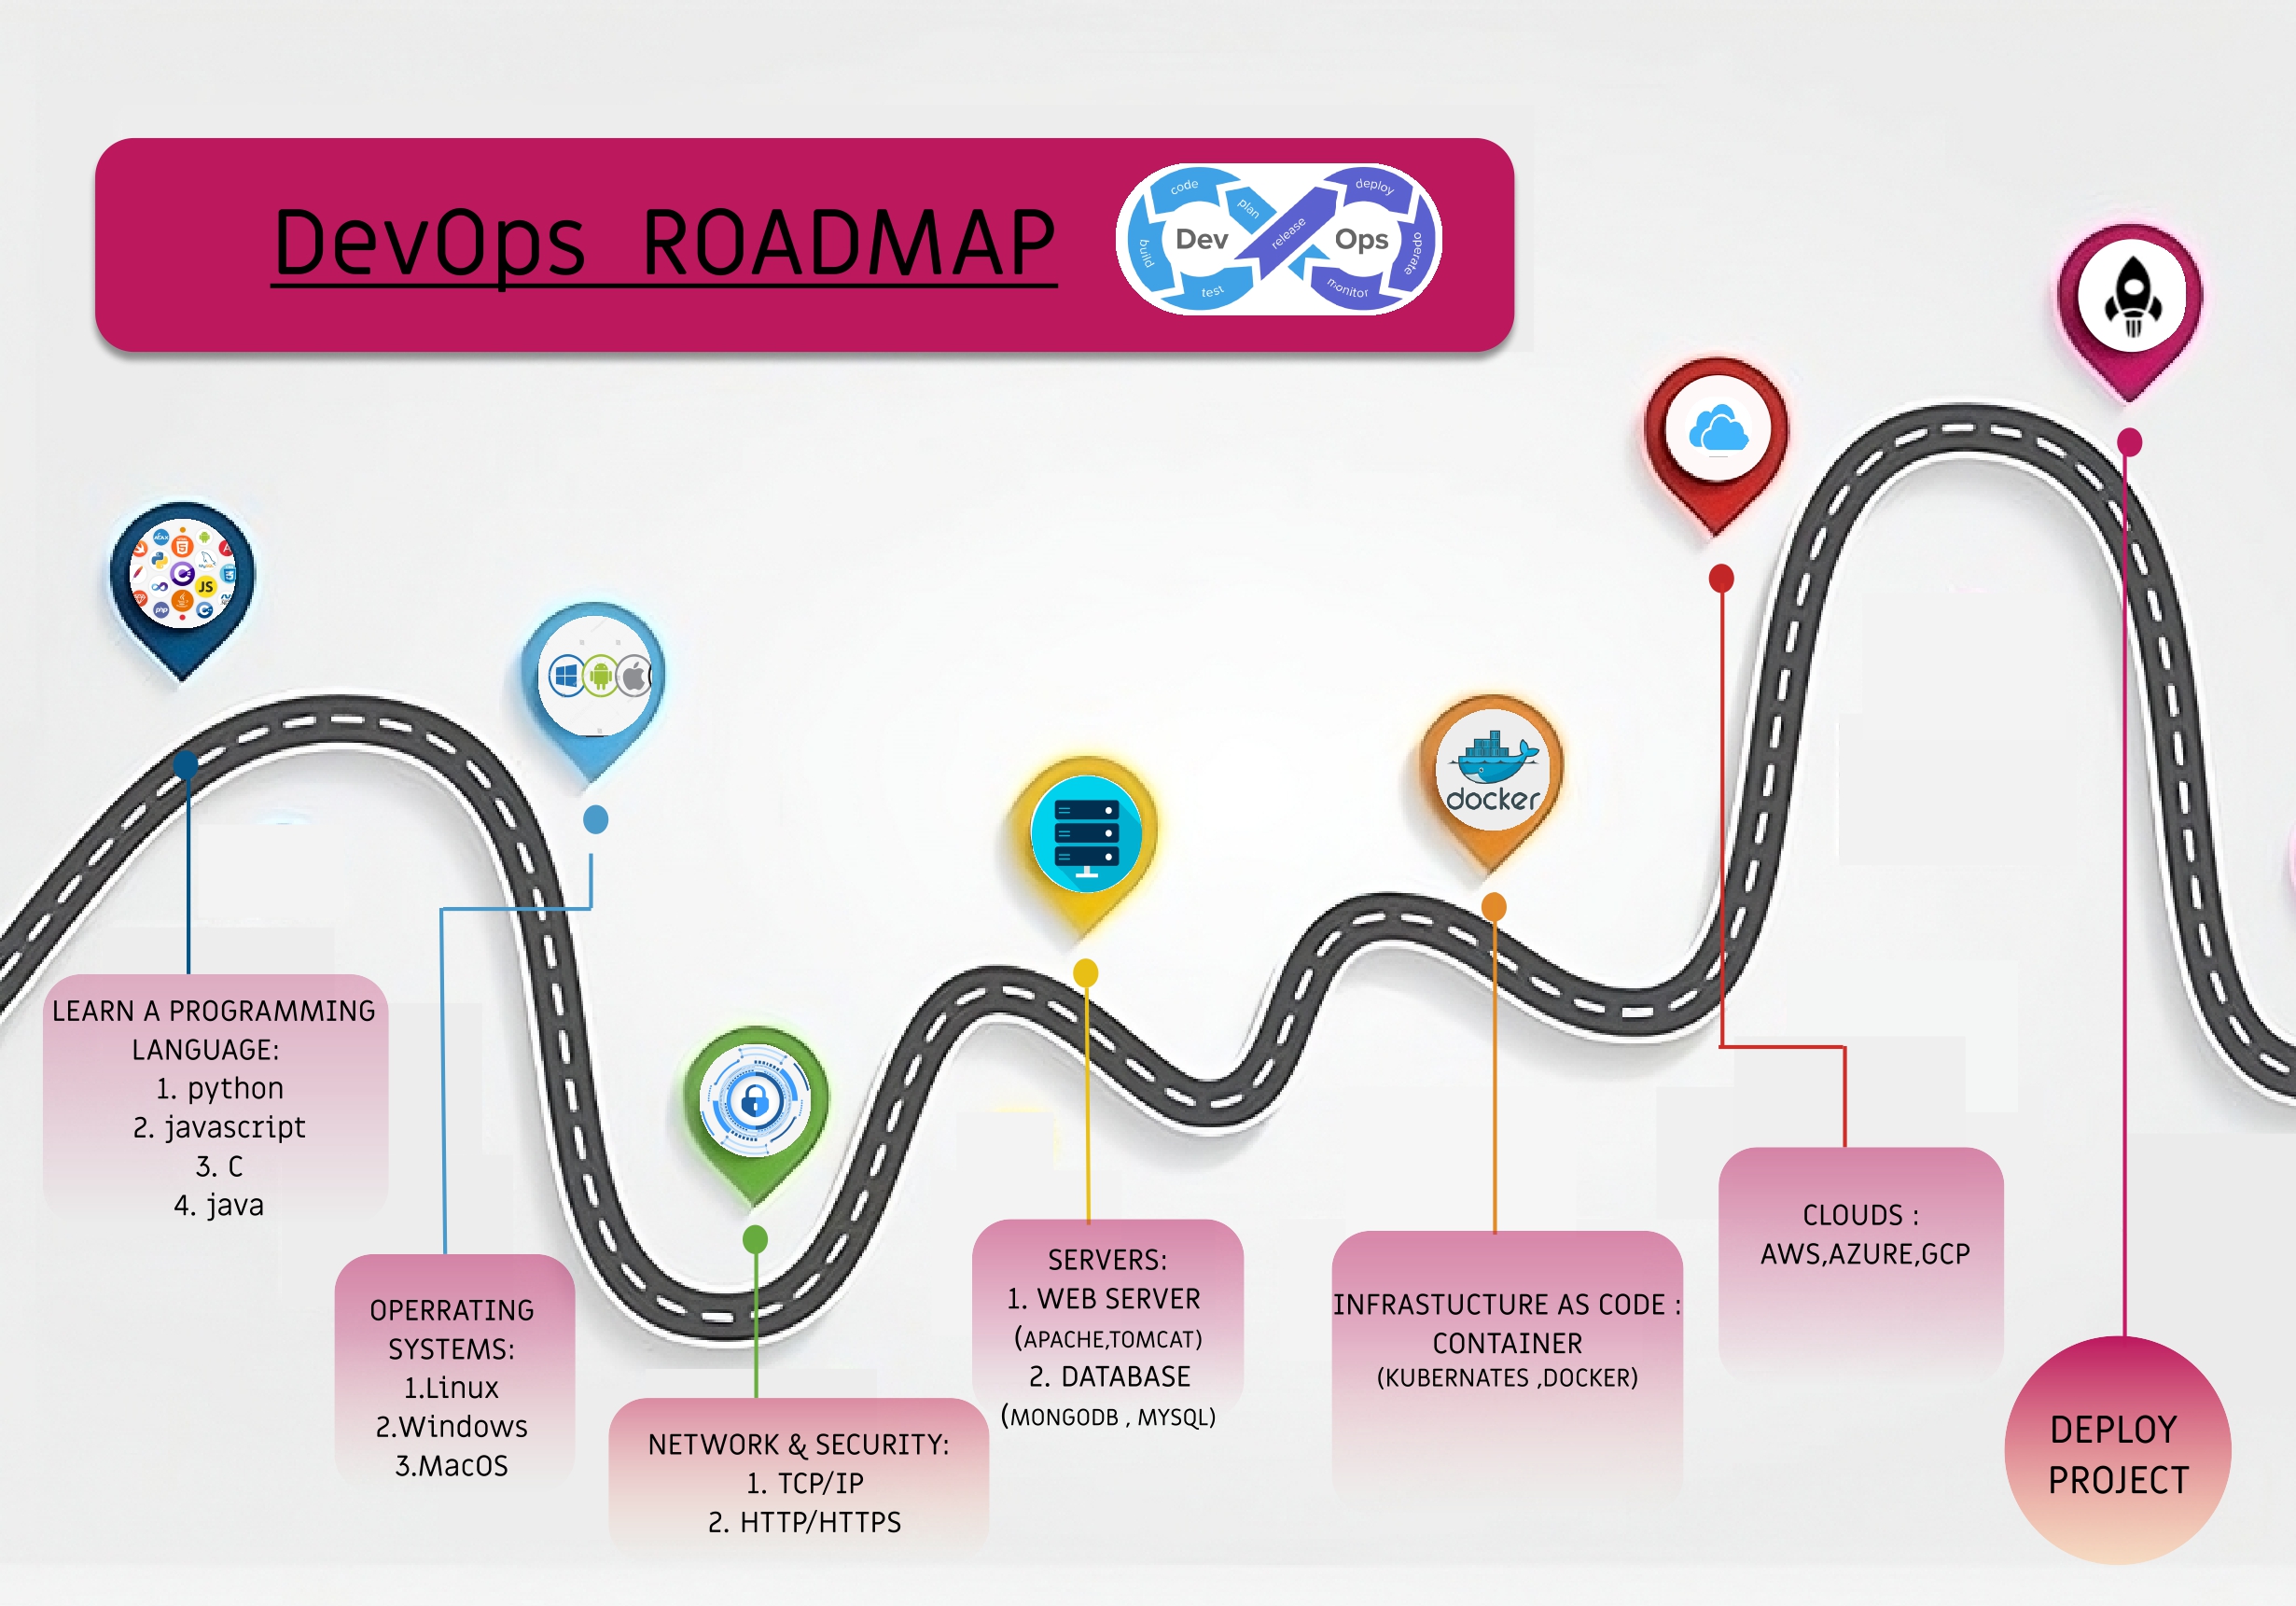 DevOps ROADMAP
code
plan
build
Dev
test
release
deploy
Ops
operate
monitor
JS
php
docker
LEARN A PROGRAMMING
LANGUAGE:
1. python
2. javascript
3. C
4. java
OPERRATING
SYSTEMS:
1.Linux
2.Windows
3.MacOS
NETWORK & SECURITY:
1. TCP/IP
2. HTTP/HTTPS
SERVERS:
1. WEB SERVER
(APACHE,TOMCAT)
2. DATABASE
(MONGODB , MYSQL)
INFRASTUCTURE AS CODE :
CONTAINER
(KUBERNATES ,DOCKER)
CLOUDS :
AWS,AZURE,GCP
DEPLOY
PROJECT